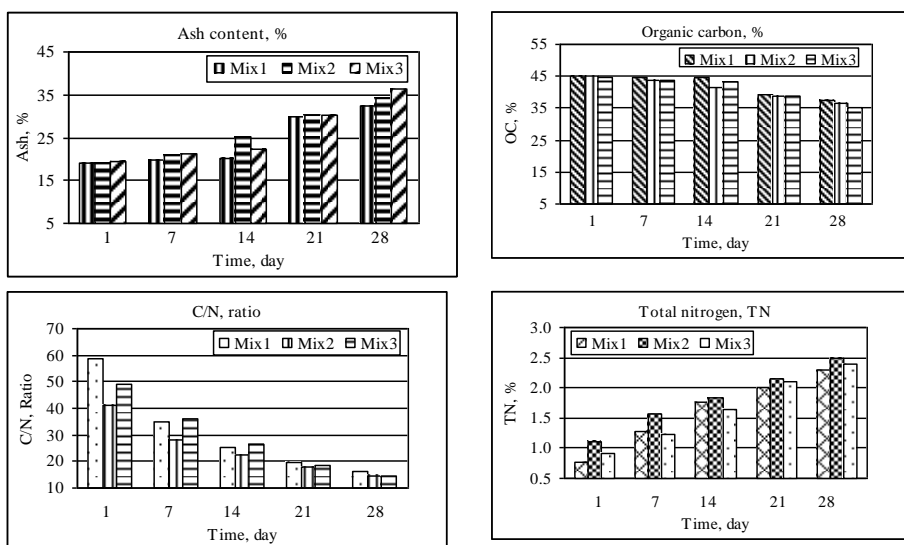 Ash content, %
45
35
25
15
5
Ash, %
Mix1 Mix2 Mix3
1 7 14 21 28
Time, day
Organic carbon, %
55
45
35
25
15
5
OC, %
Mix1 Mix2 Mix3
1 7 14 21 28
Time, day
C/N, ratio
70
60
50
40
30
20
10
C/N, Ratio
Mix1 Mix2 Mix3
1 7 14 21 28
Time, day
Total nitrogen, TN
3.0
2.5
2.0
1.5
1.0
0.5
TN, %
Mix1 Mix2 Mix3
1 7 14 21 28
Time, day